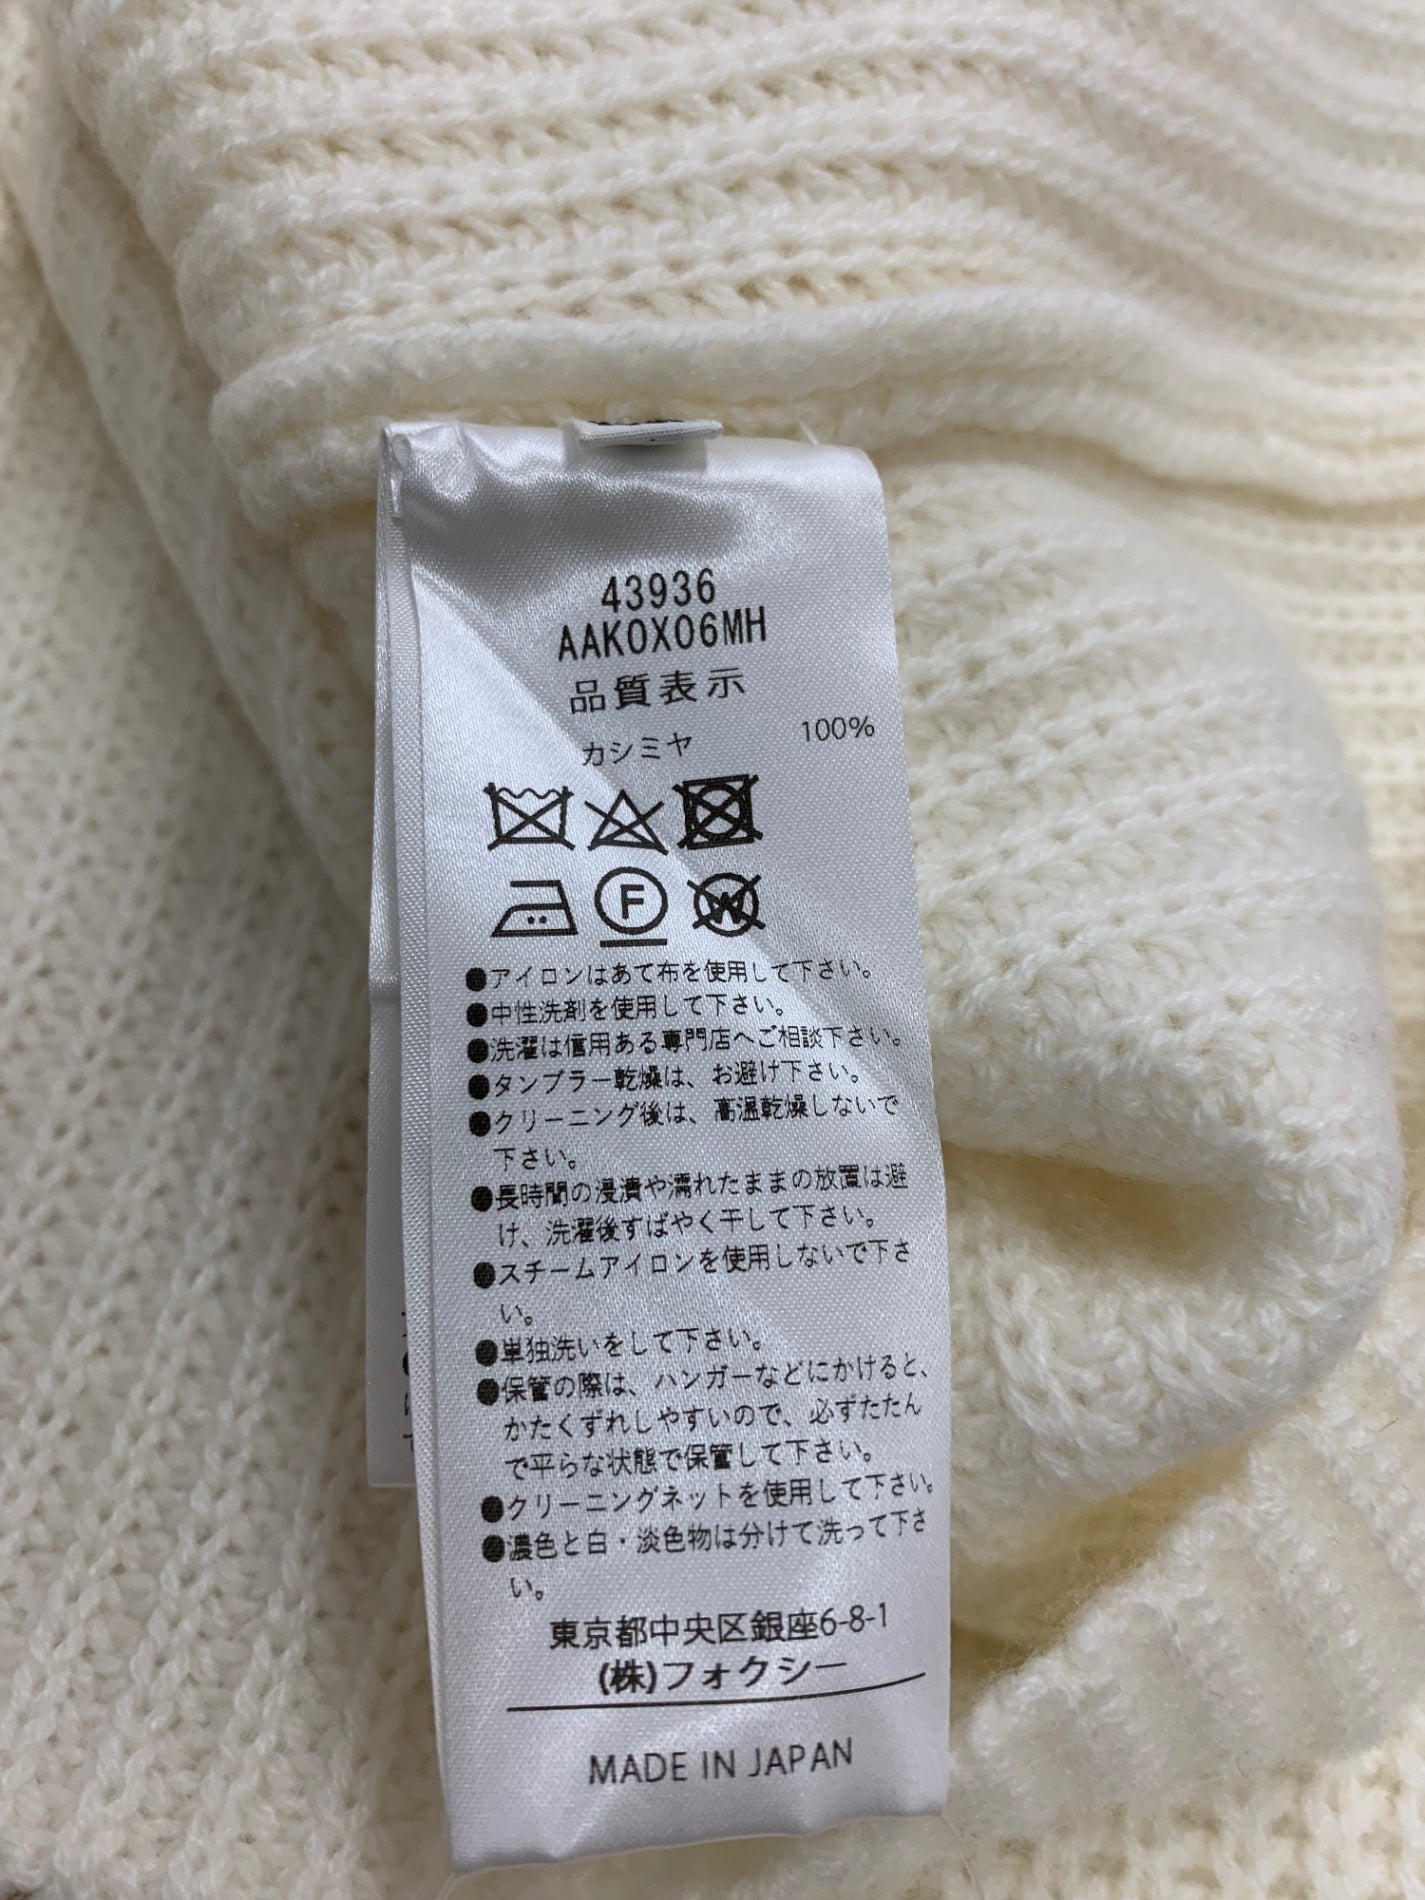 43936
AAK0X06MH
品質表示
カシミヤ 100%
F W
●アイロンはあて布を使用して下さい。
●中性洗剤を使用して下さい。
●洗濯は信用ある専門店へご相談下さい。
●タンブラー乾燥は、お避け下さい。
●クリーニング後は、高温乾燥しないで
下さい。
●長時間の浸漬や濡れたままの放置は避
け、洗濯後すばやく干して下さい。
●スチームアイロンを使用しないで下さ
い。
●単独洗いをして下さい。
●保管の際は、ハンガーなどにかけると、
かたくずれしやすいので、必ずたたん
で平らな状態で保管して下さい。
●クリーニングネットを使用して下さい。
●濃色と白・淡色物は分けて洗って下さ
い。
東京都中央区銀座6-8-1
(株)フォクシー
MADE IN JAPAN